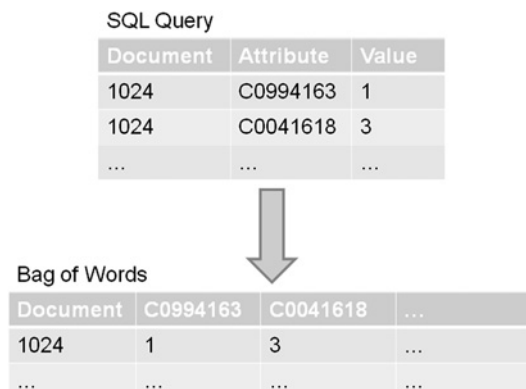 SQL Query
Document Attribute Value
1024 C0994163 1
1024 C0041618 3
... ... ...
Bag of Words
Document C0994163 C0041618 ...
1024 1 3 ...
... ... ... ...